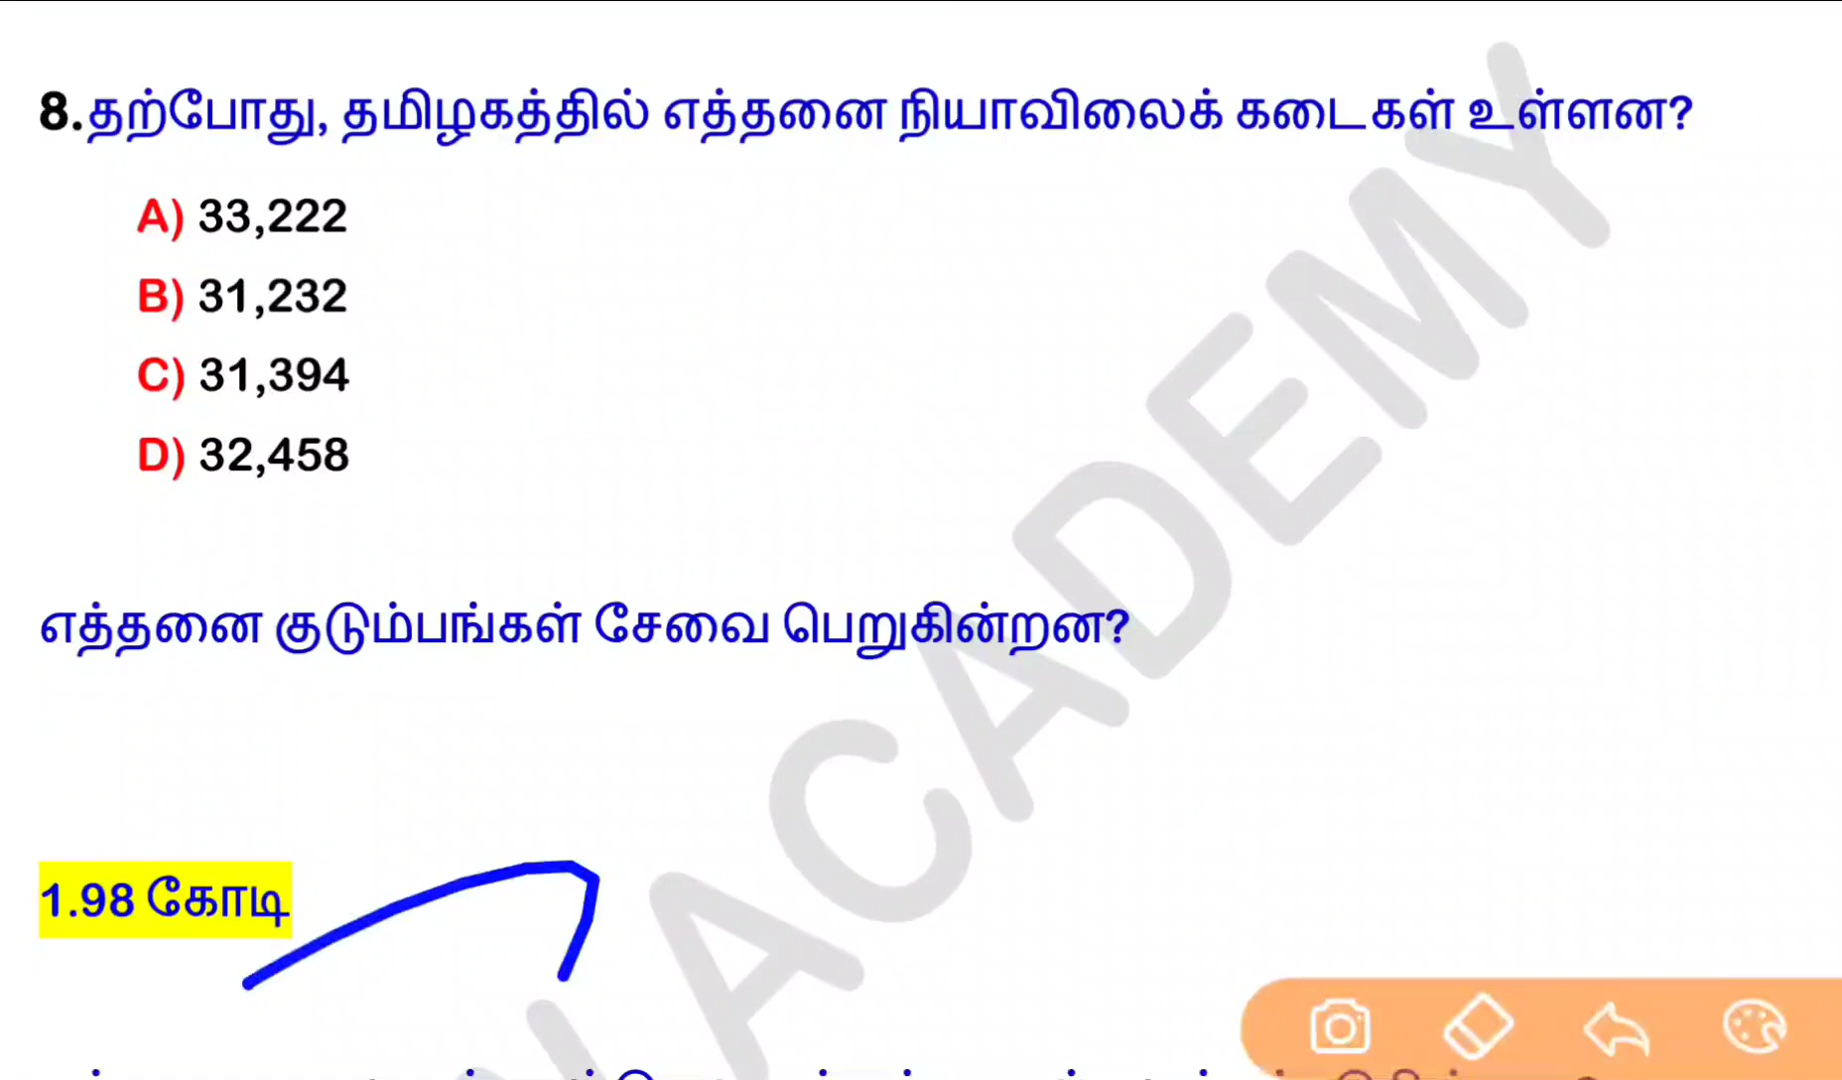 8.தற்போது, தமிழகத்தில் எத்தனை நியாவிலைக் கடைகள் உள்ளன?
A) 33,222
B) 31,232
C) 31,394
D) 32,458
எத்தனை குடும்பங்கள் சேவை பெறுகின்றன?
1.98 கோடி
ACADEMY